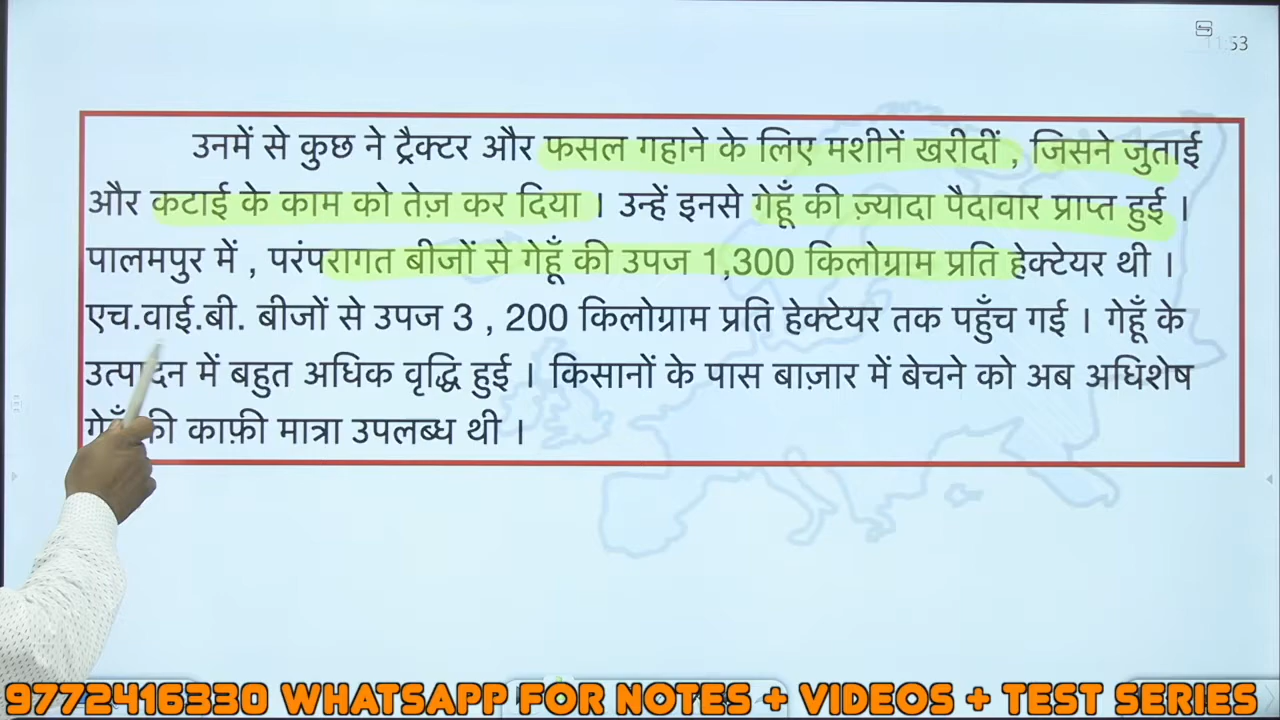 11:53
उनमें से कुछ ने ट्रैक्टर और फसल गहाने के लिए मशीनें खरीदीं , जिसने जुताई
और कटाई के काम को तेज़ कर दिया । उन्हें इनसे गेहूँ की ज़्यादा पैदावार प्राप्त हुई ।
पालमपुर में , परंपरागत बीजों से गेहूँ की उपज 1,300 किलोग्राम प्रति हेक्टेयर थी ।
एच.वाई.बी. बीजों से उपज 3 , 200 किलोग्राम प्रति हेक्टेयर तक पहुँच गई । गेहूँ के
उत्पादन में बहुत अधिक वृद्धि हुई । किसानों के पास बाज़ार में बेचने को अब अधिशेष
गेहूँ की काफ़ी मात्रा उपलब्ध थी ।
9772416330 WHATSAPP FOR NOTES + VIDEOS + TEST SERIES